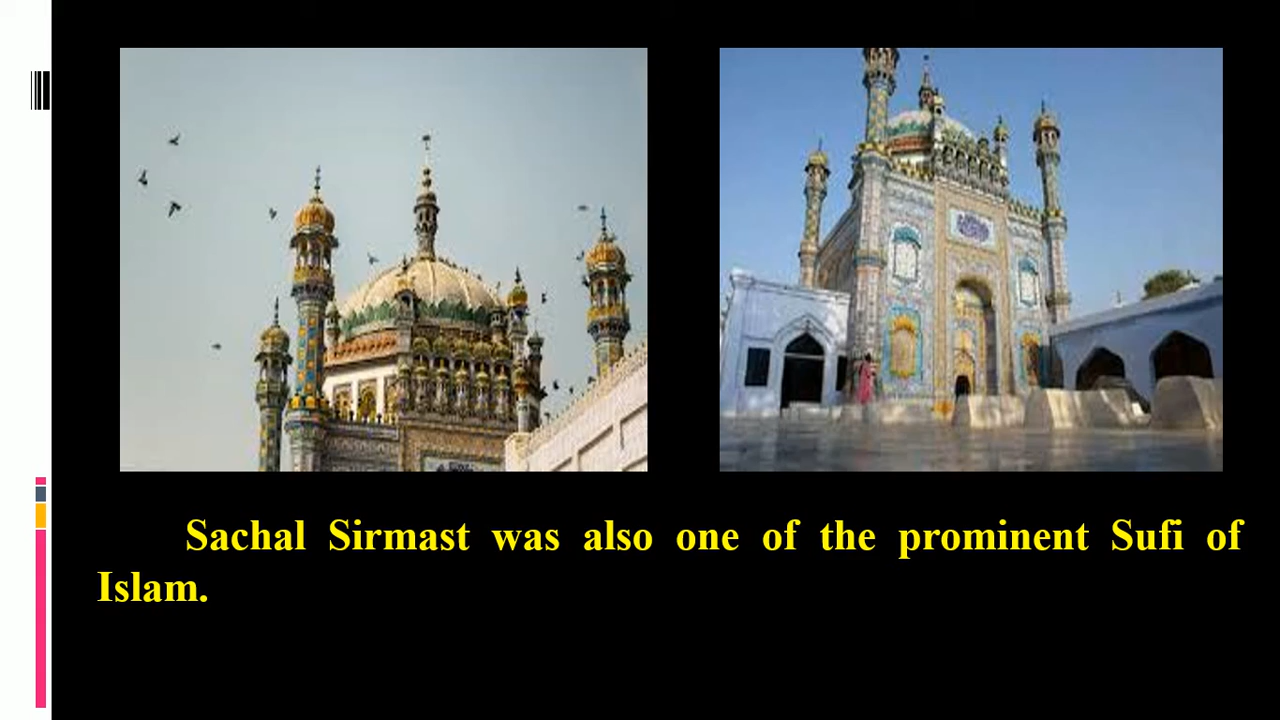 Sachal Sirmast was also one of the prominent Sufi of
Islam.